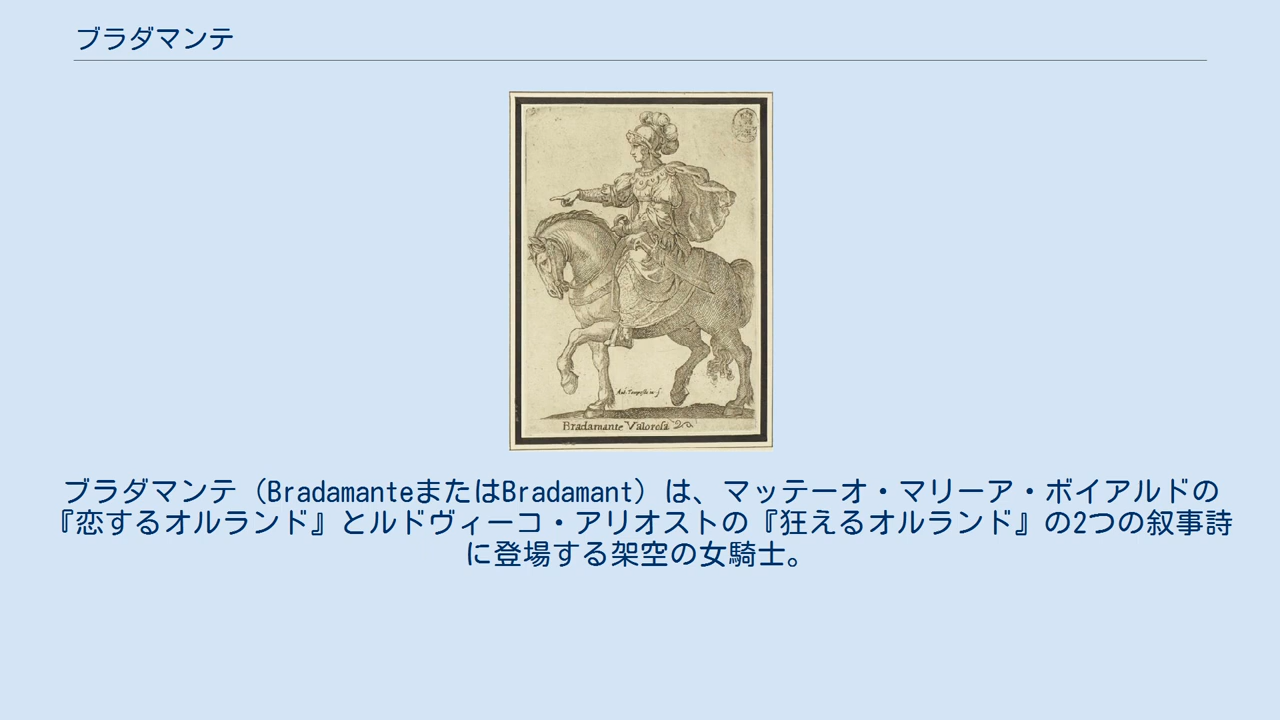 ブラダマンテ
Ant. Tempesta in. f.
Bradamante Valorosa
ブラダマンテ（BradamanteまたはBradamant）は、マッテーオ・マリーア・ボイアルドの
『恋するオルランド』とルドヴィーコ・アリオストの『狂えるオルランド』の2つの叙事詩
に登場する架空の女騎士。